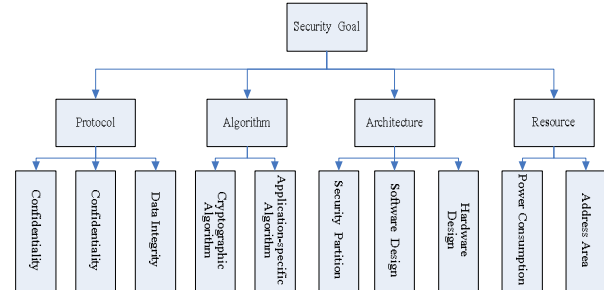 Security Goal
Protocol
Algorithm
Architecture
Resource
Confidentiality
Confidentiality
Data Integrity
Cryptographic
Algorithm
Application-specific
Algorithm
Security Partition
Software Design
Hardware
Design
Power Consumption
Address Area